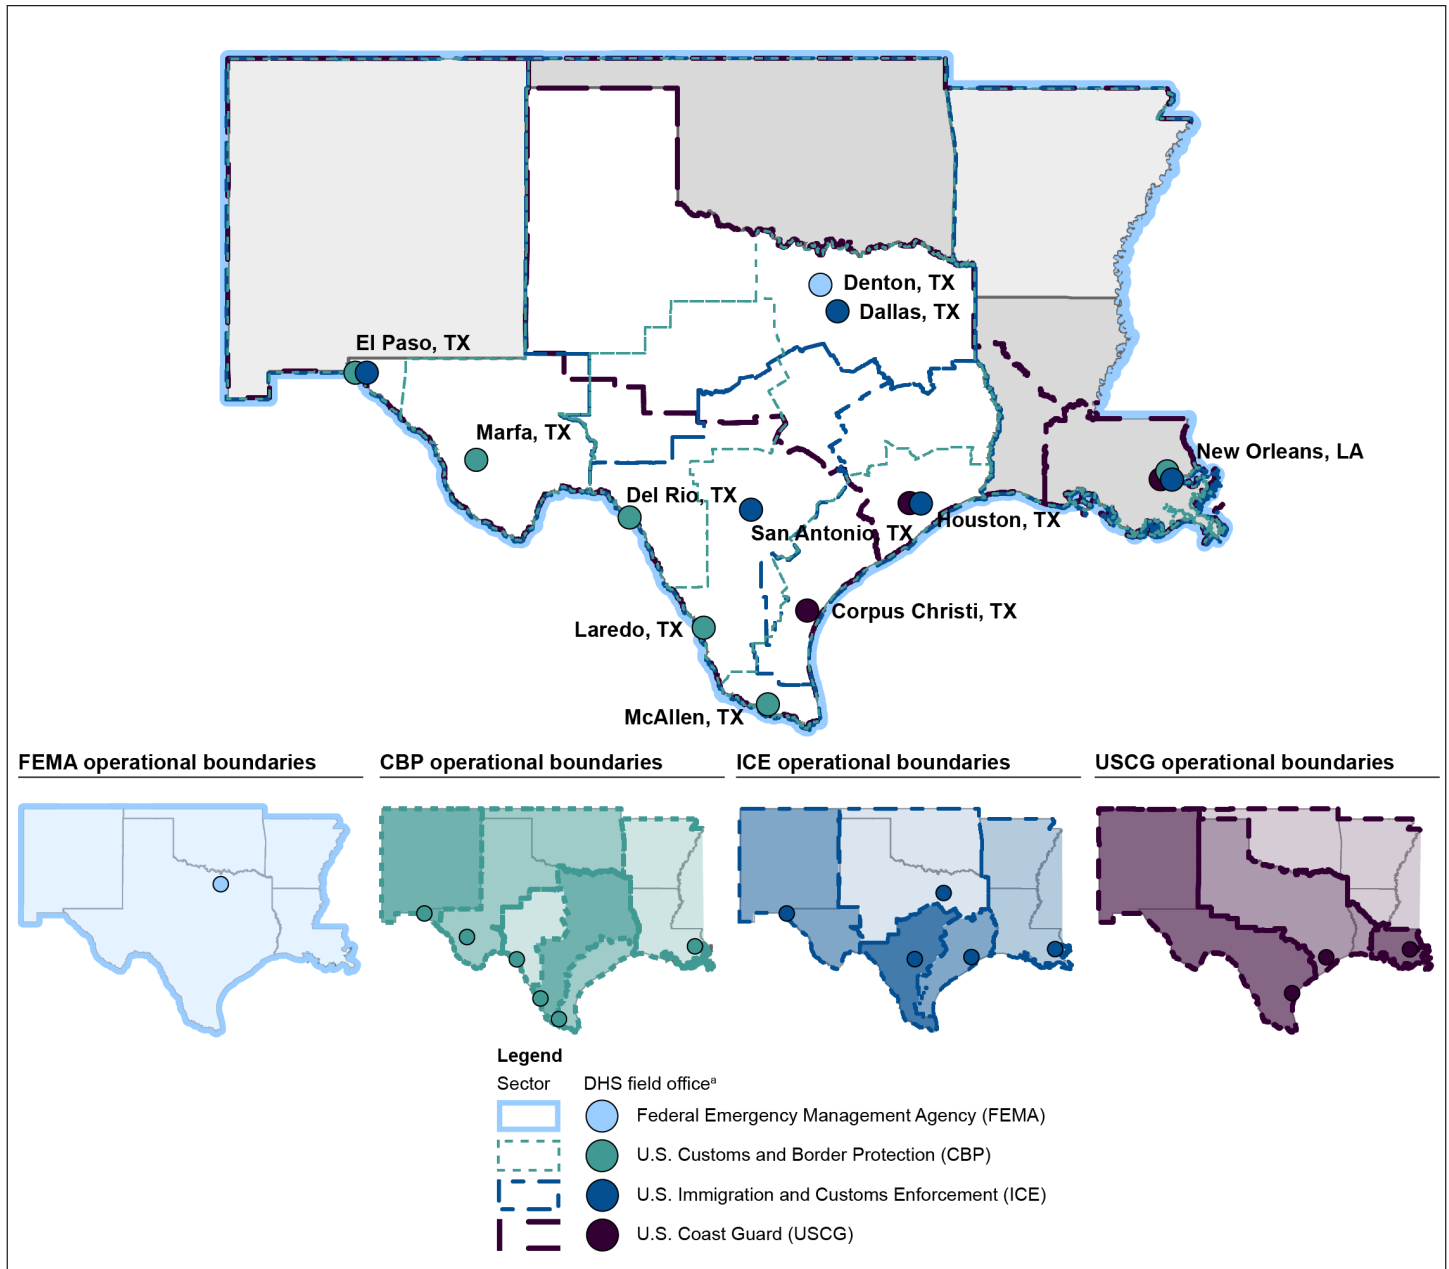 Denton, TX
Dallas, TX
El Paso, TX
Marfa, TX
New Orleans, LA
Del Rio, TX
San Antonio, TX
Houston, TX
Corpus Christi, TX
Laredo, TX
McAllen, TX
FEMA operational boundaries
CBP operational boundaries
ICE operational boundaries
USCG operational boundaries
Legend
Sector
DHS field officeᵃ
Federal Emergency Management Agency (FEMA)
U.S. Customs and Border Protection (CBP)
U.S. Immigration and Customs Enforcement (ICE)
U.S. Coast Guard (USCG)